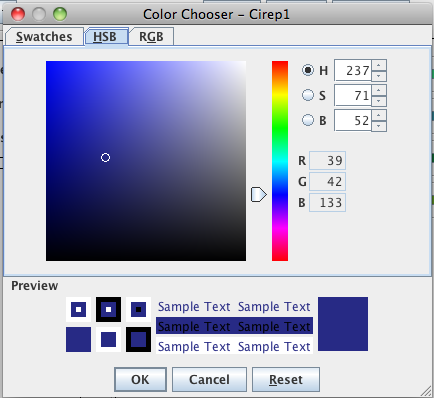 Color Chooser - Cirep1
Swatches HSB RGB
H 237
S 71
B 52
R 39
G 42
B 133
Preview
Sample Text Sample Text
Sample Text Sample Text
Sample Text Sample Text
OK Cancel Reset